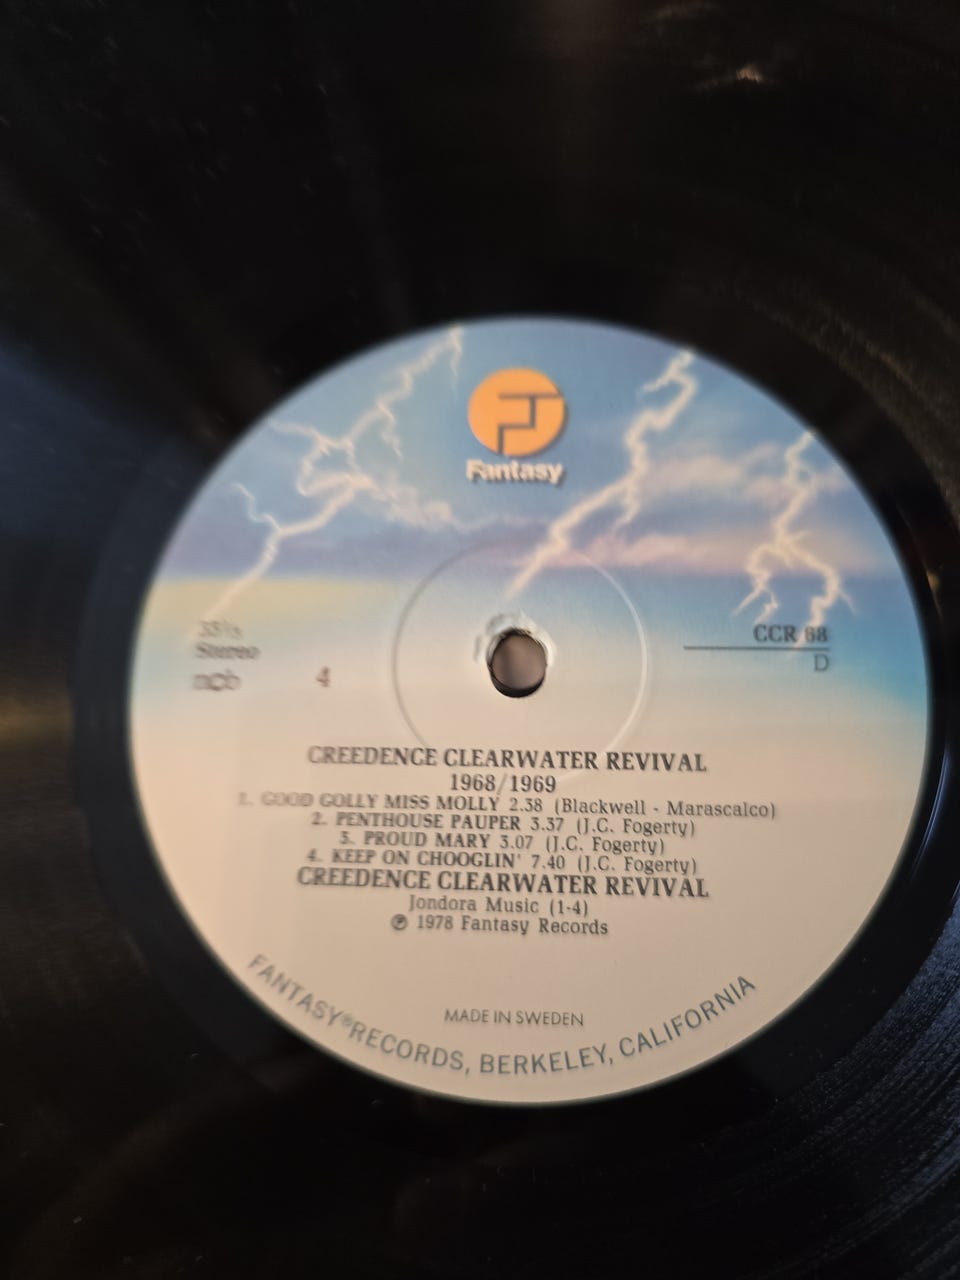 Fantasy
33⅓
Stereo
ncb
4
CCR 68
D
CREEDENCE CLEARWATER REVIVAL
1968/1969
1. GOOD GOLLY MISS MOLLY 2.38 (Blackwell - Marascalco)
2. PENTHOUSE PAUPER 3.37 (J.C. Fogerty)
3. PROUD MARY 3.07 (J.C. Fogerty)
4. KEEP ON CHOOGLIN' 7.40 (J.C. Fogerty)
CREEDENCE CLEARWATER REVIVAL
Jondora Music (1-4)
℗ 1978 Fantasy Records
MADE IN SWEDEN
FANTASY® RECORDS, BERKELEY, CALIFORNIA